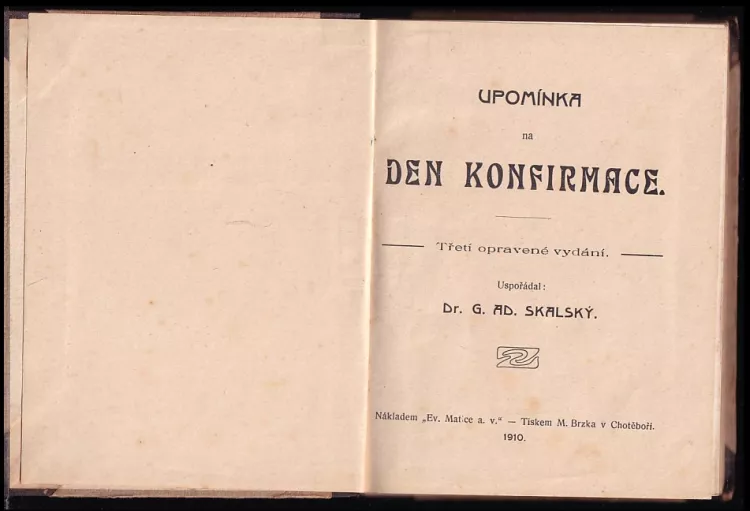 UPOMÍNKA
na
DEN KONFIRMACE.
Třetí opravené vydání.
Uspořádal:
Dr. G. AD. SKALSKÝ.
Nákladem „Ev. Matice a. v.“ — Tiskem M. Brzka v Chotěboři.
1910.